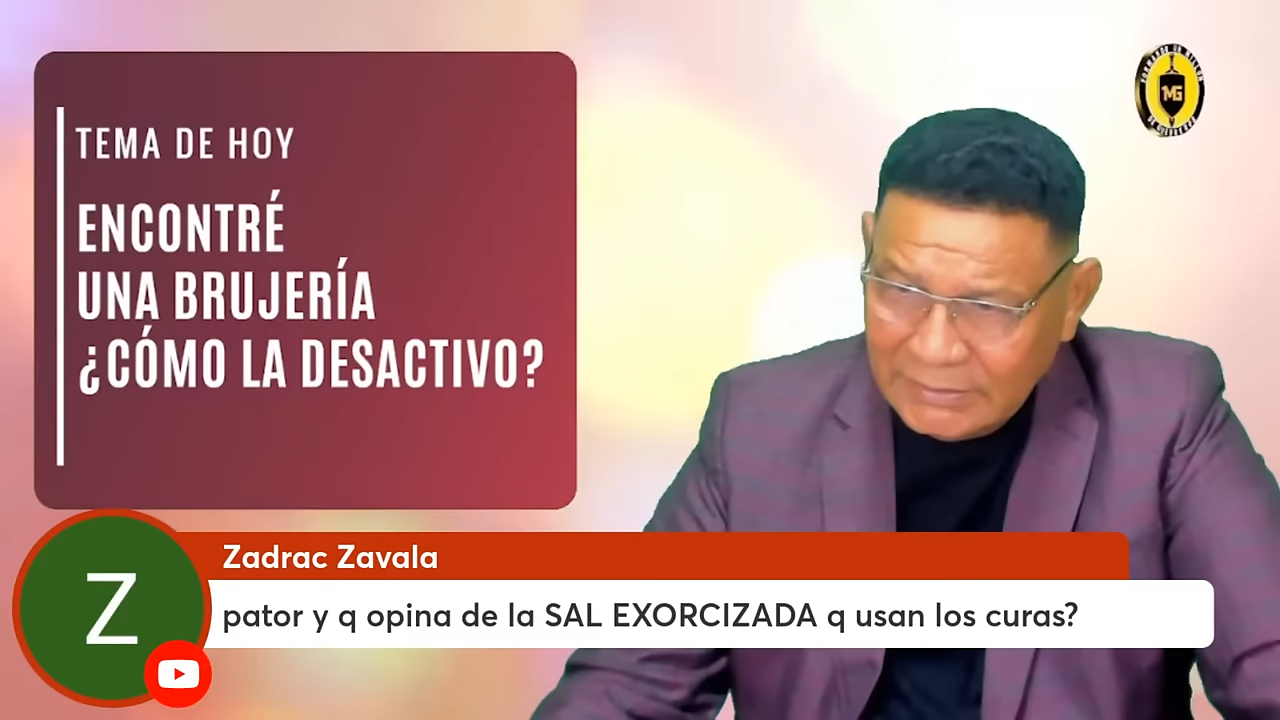 TEMA DE HOY
ENCONTRÉ
UNA BRUJERÍA
¿CÓMO LA DESACTIVO?
MG
Z
Zadrac Zavala
pator y q opina de la SAL EXORCIZADA q usan los curas?